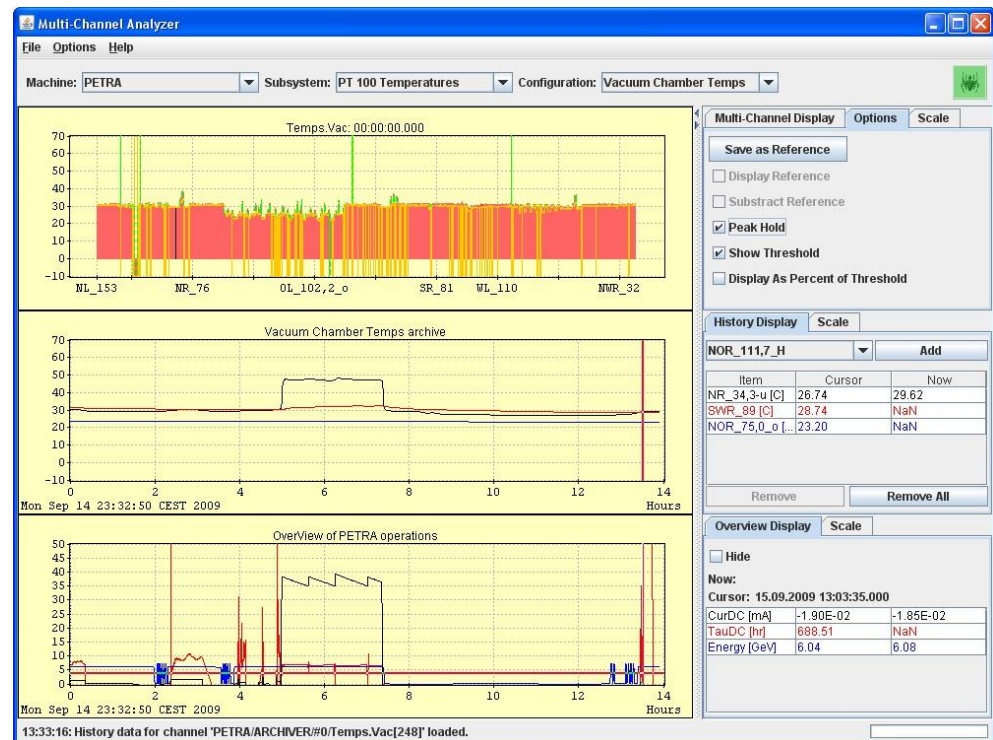 Multi-Channel Analyzer
File Options Help
Machine: PETRA Subsystem: PT 100 Temperatures Configuration: Vacuum Chamber Temps
Temps.Vac: 00:00:00.000
70
60
50
40
30
20
10
0
-10
NL_153 NR_76 OL_102,2_o SR_81 WL_110 NWR_32
Vacuum Chamber Temps archive
70
60
50
40
30
20
10
0
-10
0 2 4 6 8 10 12 14
Mon Sep 14 23:32:50 CEST 2009 Hours
OverView of PETRA operations
50
45
40
35
30
25
20
15
10
5
0
0 2 4 6 8 10 12 14
Mon Sep 14 23:32:50 CEST 2009 Hours
Multi-Channel Display Options Scale
Save as Reference
Display Reference
Substract Reference
Peak Hold
Show Threshold
Display As Percent of Threshold
History Display Scale
NOR_111,7_H Add
Item Cursor Now
NR_34,3-u [C] 26.74 29.62
SWR_89 [C] 28.74 NaN
NOR_75,0_o [... 23.20 NaN
Remove Remove All
Overview Display Scale
Hide
Now:
Cursor: 15.09.2009 13:03:35.000
CurDC [mA] -1.90E-02 -1.85E-02
TauDC [hr] 688.51 NaN
Energy [GeV] 6.04 6.08
13:33:16: History data for channel 'PETRA/ARCHIVER/#0/Temps.Vac[248]' loaded.